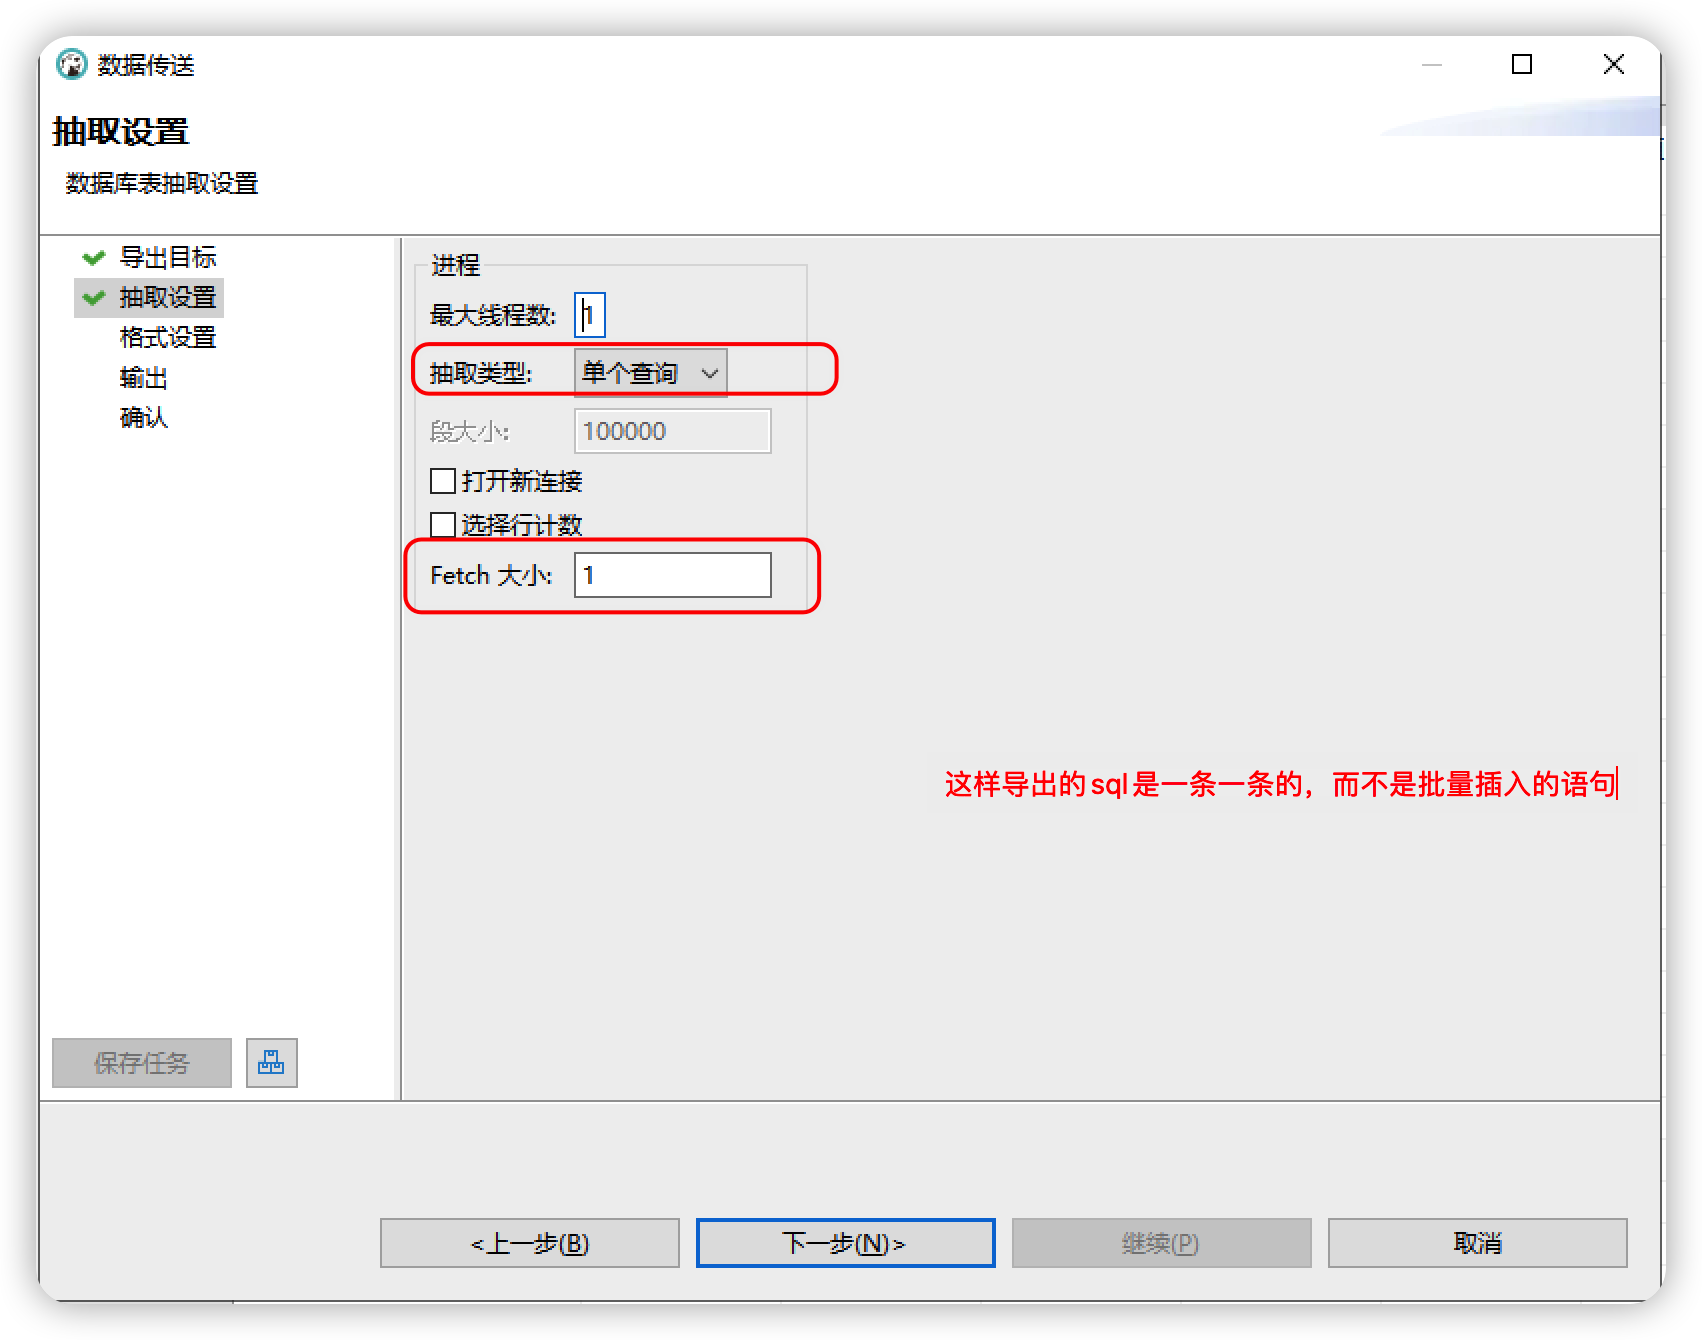 数据传送
抽取设置
数据库表抽取设置
导出目标
抽取设置
格式设置
输出
确认
进程
最大线程数: 1
抽取类型: 单个查询
段大小: 100000
打开新连接
选择行计数
Fetch 大小: 1
这样导出的sql是一条一条的，而不是批量插入的语句
保存任务
<上一步(B)
下一步(N)>
继续(P)
取消